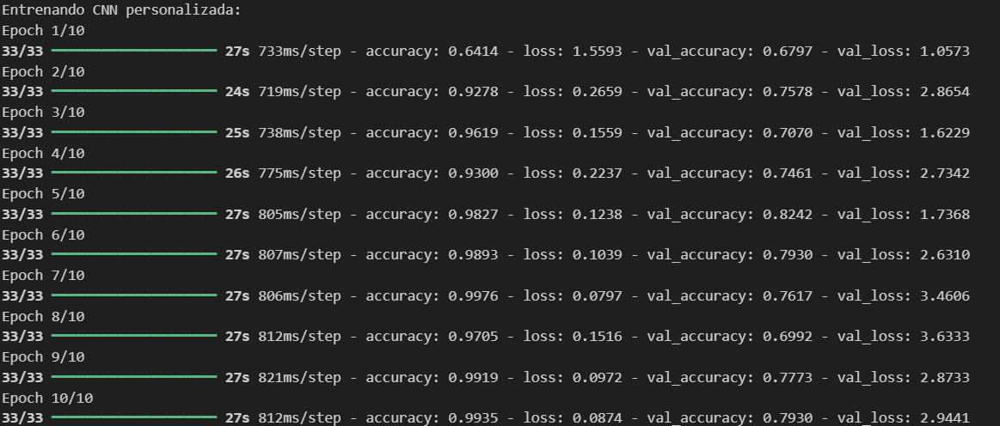 Entrenando CNN personalizada:
Epoch 1/10
33/33 ━━━━━━━━━━━━━━━━━━━━ 27s 733ms/step - accuracy: 0.6414 - loss: 1.5593 - val_accuracy: 0.6797 - val_loss: 1.0573
Epoch 2/10
33/33 ━━━━━━━━━━━━━━━━━━━━ 24s 719ms/step - accuracy: 0.9278 - loss: 0.2659 - val_accuracy: 0.7578 - val_loss: 2.8654
Epoch 3/10
33/33 ━━━━━━━━━━━━━━━━━━━━ 25s 738ms/step - accuracy: 0.9619 - loss: 0.1559 - val_accuracy: 0.7070 - val_loss: 1.6229
Epoch 4/10
33/33 ━━━━━━━━━━━━━━━━━━━━ 26s 775ms/step - accuracy: 0.9300 - loss: 0.2237 - val_accuracy: 0.7461 - val_loss: 2.7342
Epoch 5/10
33/33 ━━━━━━━━━━━━━━━━━━━━ 27s 805ms/step - accuracy: 0.9827 - loss: 0.1238 - val_accuracy: 0.8242 - val_loss: 1.7368
Epoch 6/10
33/33 ━━━━━━━━━━━━━━━━━━━━ 27s 807ms/step - accuracy: 0.9893 - loss: 0.1039 - val_accuracy: 0.7930 - val_loss: 2.6310
Epoch 7/10
33/33 ━━━━━━━━━━━━━━━━━━━━ 27s 806ms/step - accuracy: 0.9976 - loss: 0.0797 - val_accuracy: 0.7617 - val_loss: 3.4606
Epoch 8/10
33/33 ━━━━━━━━━━━━━━━━━━━━ 27s 812ms/step - accuracy: 0.9705 - loss: 0.1516 - val_accuracy: 0.6992 - val_loss: 3.6333
Epoch 9/10
33/33 ━━━━━━━━━━━━━━━━━━━━ 27s 821ms/step - accuracy: 0.9919 - loss: 0.0972 - val_accuracy: 0.7773 - val_loss: 2.8733
Epoch 10/10
33/33 ━━━━━━━━━━━━━━━━━━━━ 27s 812ms/step - accuracy: 0.9935 - loss: 0.0874 - val_accuracy: 0.7930 - val_loss: 2.9441